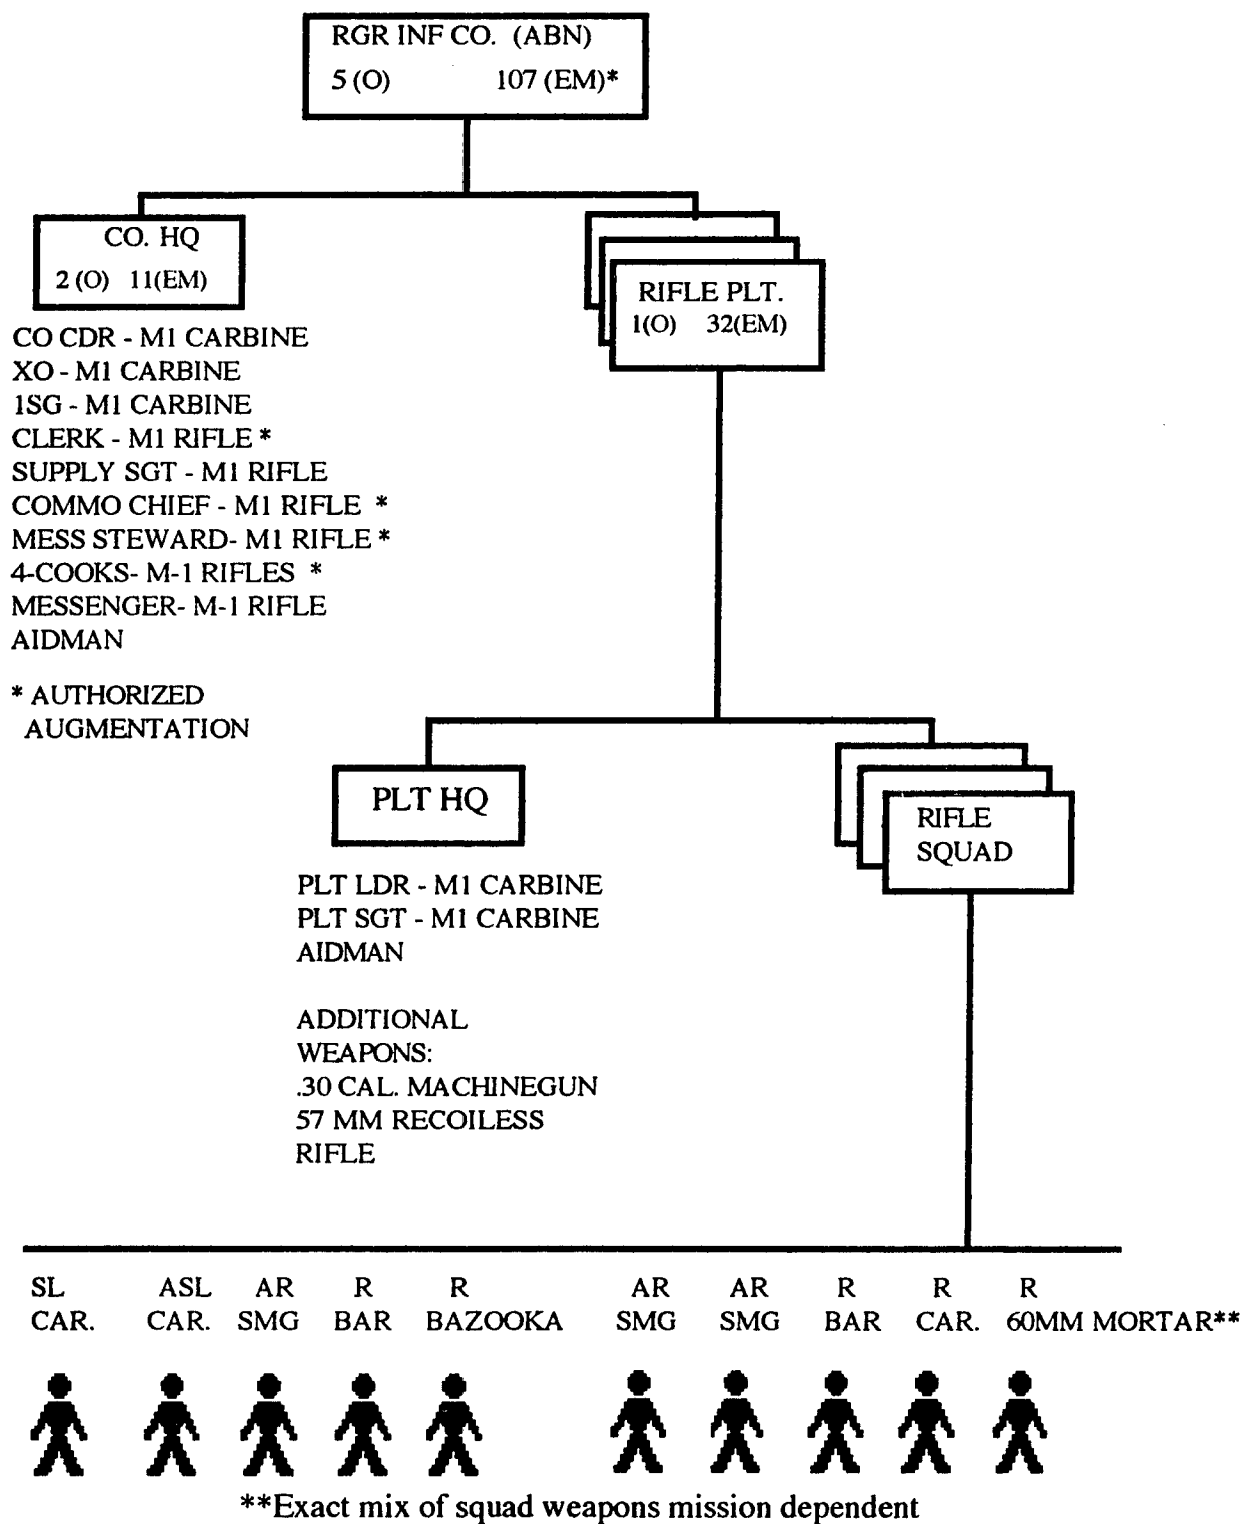 RGR INF CO. (ABN)
5 (O) 107 (EM)*
CO. HQ
2 (O) 11(EM)
RIFLE PLT.
1(O) 32(EM)
CO CDR - M1 CARBINE
XO - M1 CARBINE
1SG - M1 CARBINE
CLERK - M1 RIFLE *
SUPPLY SGT - M1 RIFLE
COMMO CHIEF - M1 RIFLE *
MESS STEWARD- M1 RIFLE *
4-COOKS- M-1 RIFLES *
MESSENGER- M-1 RIFLE
AIDMAN
* AUTHORIZED
AUGMENTATION
PLT HQ
RIFLE
SQUAD
PLT LDR - M1 CARBINE
PLT SGT - M1 CARBINE
AIDMAN
ADDITIONAL
WEAPONS:
.30 CAL. MACHINEGUN
57 MM RECOILESS
RIFLE
SL ASL AR R R AR AR R R R
CAR. CAR. SMG BAR BAZOOKA SMG SMG BAR CAR. 60MM MORTAR**
**Exact mix of squad weapons mission dependent